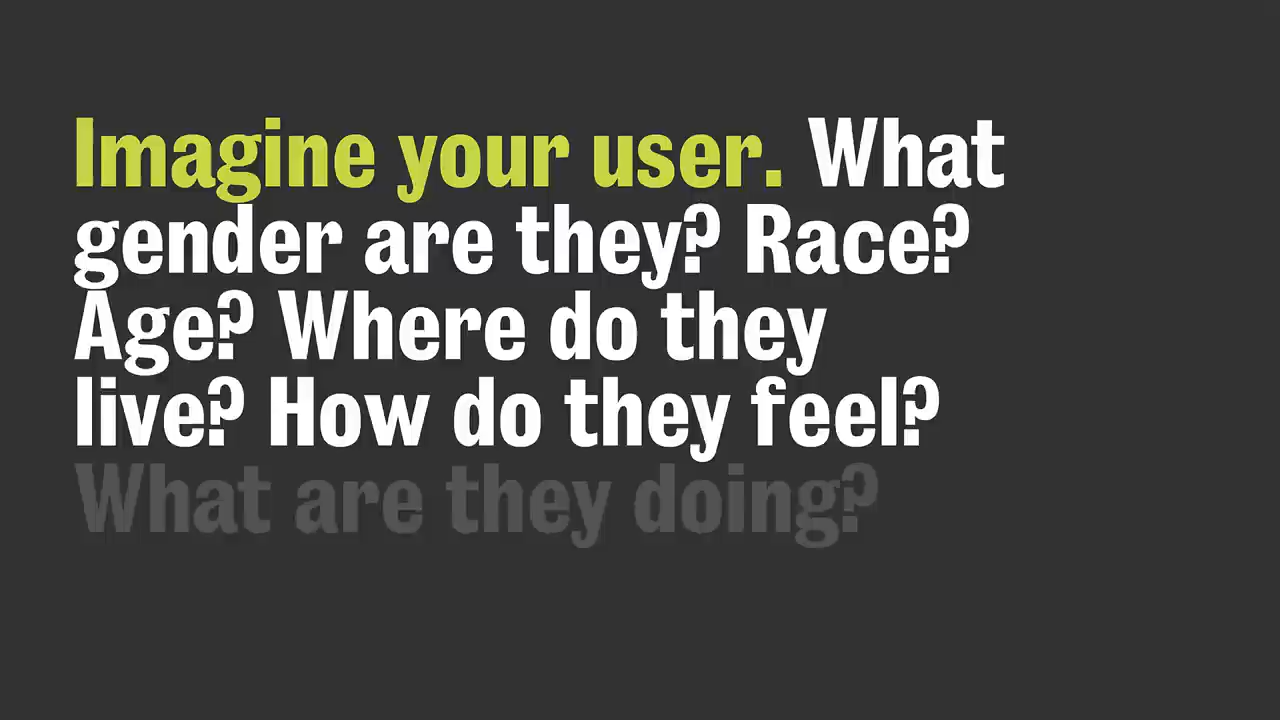 Imagine your user. What
gender are they? Race?
Age? Where do they
live? How do they feel?
What are they doing?